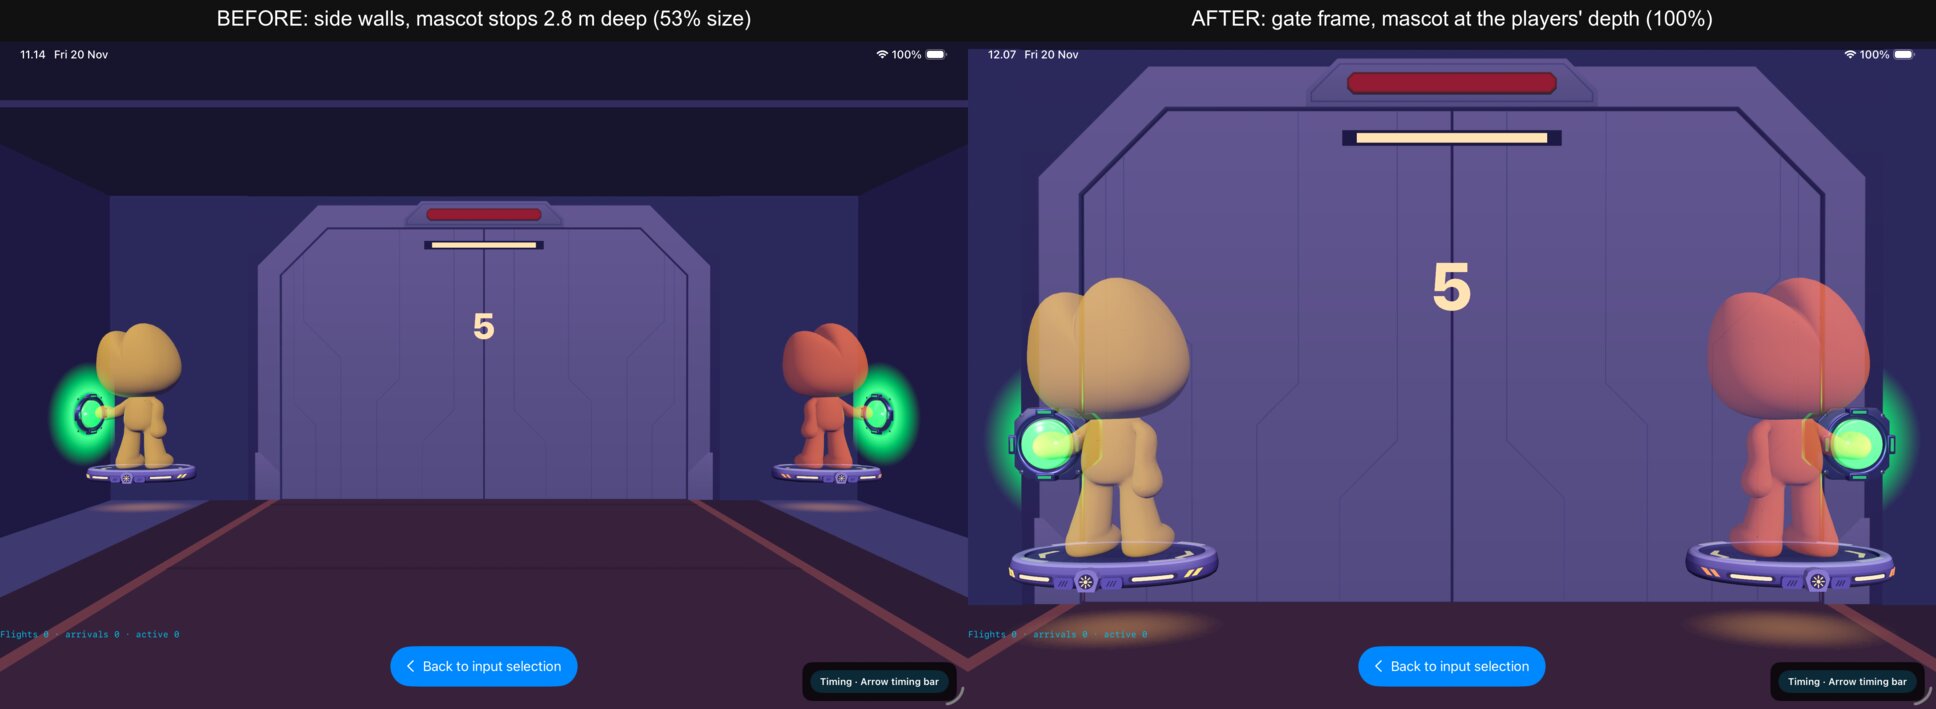 BEFORE: side walls, mascot stops 2.8 m deep (53% size)
11.14 Fri 20 Nov
100%
5
Flights 0 · arrivals 0 · active 0
Back to input selection
Timing · Arrow timing bar
AFTER: gate frame, mascot at the players' depth (100%)
12.07 Fri 20 Nov
100%
5
Flights 0 · arrivals 0 · active 0
Back to input selection
Timing · Arrow timing bar